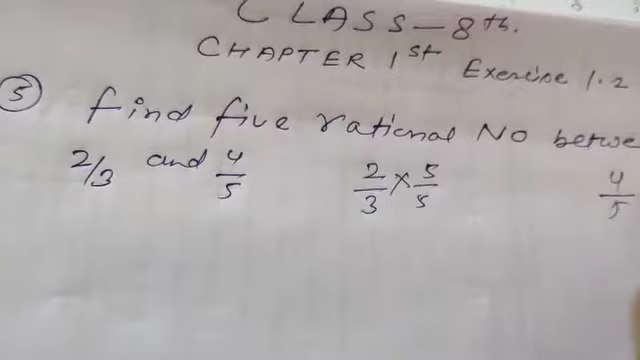 CLASS-8th.
CHAPTER 1st Exercise 1.2
5 find five rational No betwe
2/3 and 4/5 2/3 × 5/5 4/5